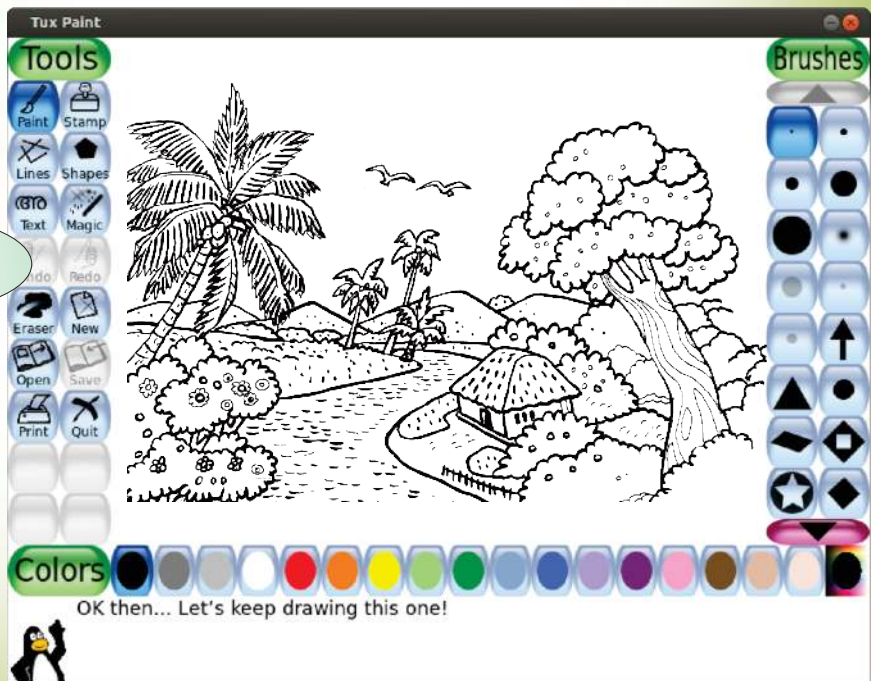 Tux Paint
Tools
Brushes
Paint Stamp
Lines Shapes
അ
Text Magic
ndo Redo
Eraser New
Open Save
Print Quit
Colors
OK then... Let's keep drawing this one!